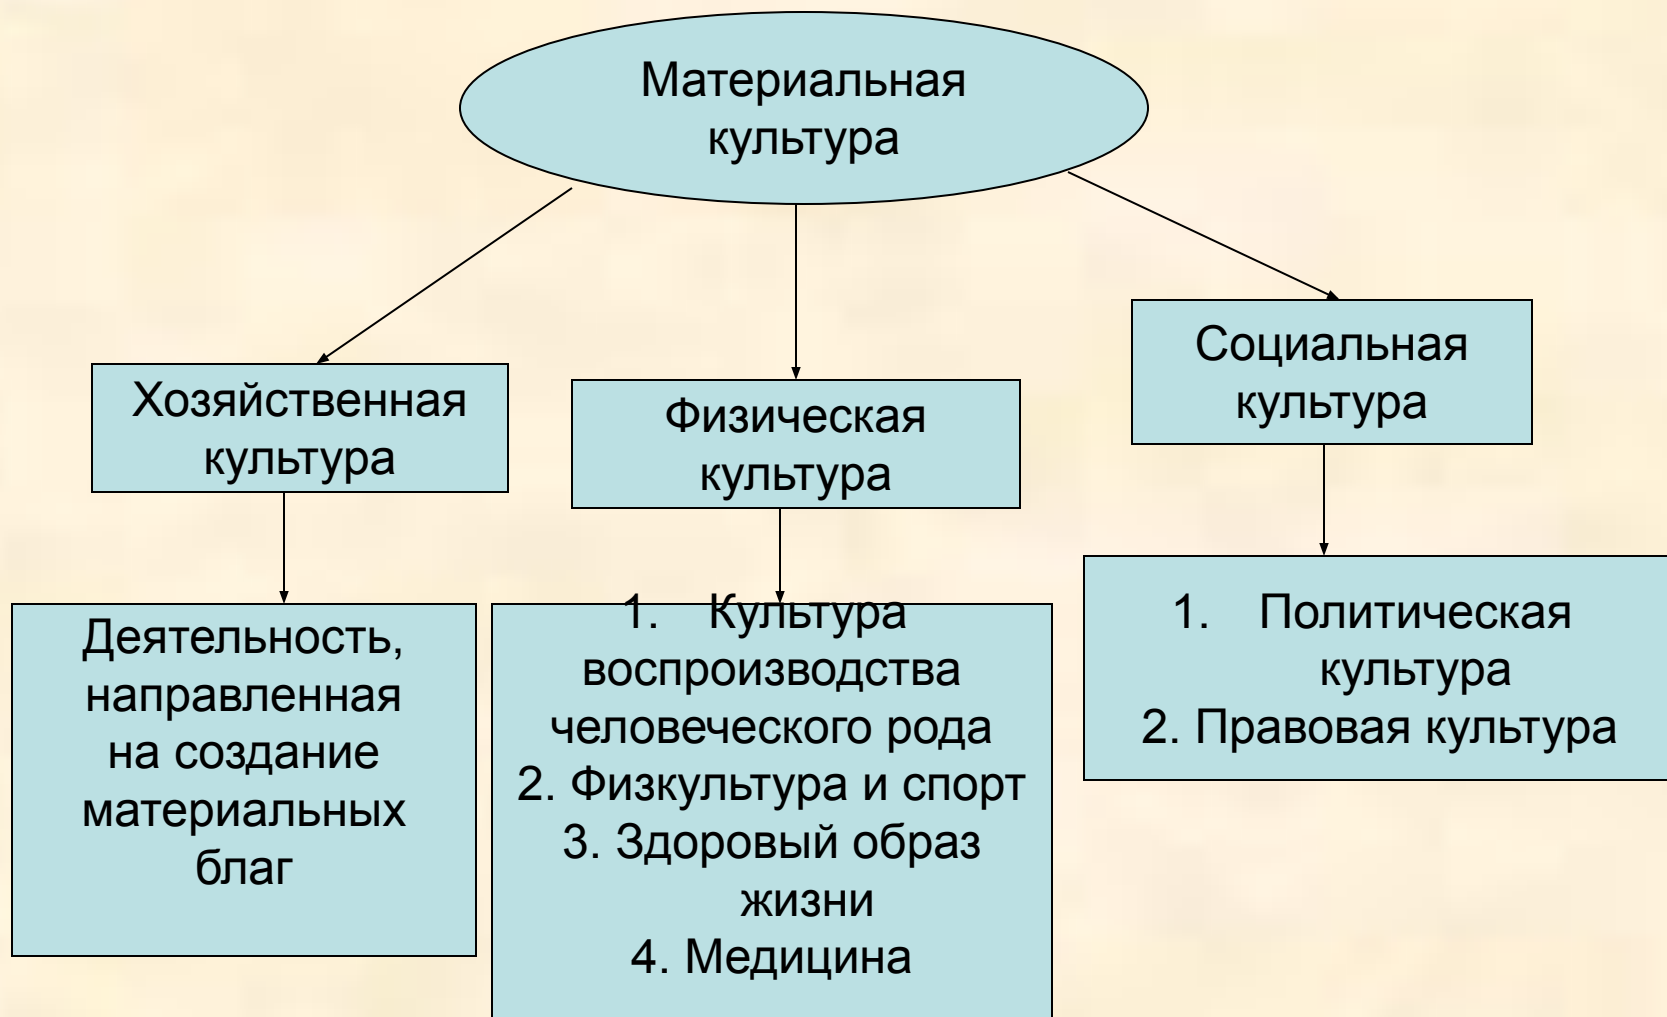 Материальная
культура
Хозяйственная
культура
Физическая
культура
Социальная
культура
Деятельность,
направленная
на создание
материальных
благ
1. Культура
воспроизводства
человеческого рода
2. Физкультура и спорт
3. Здоровый образ
жизни
4. Медицина
1. Политическая
культура
2. Правовая культура